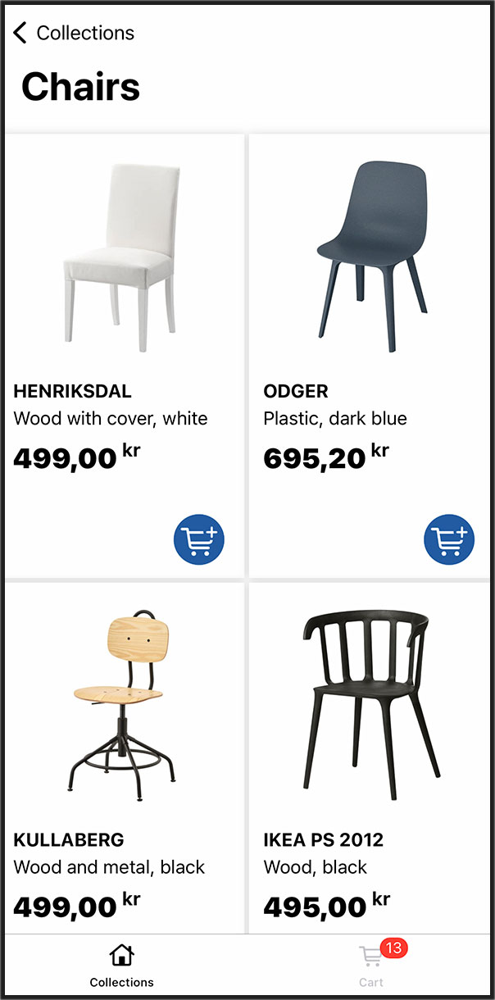 Collections
Chairs
HENRIKSDAL
Wood with cover, white
499,00 kr
ODGER
Plastic, dark blue
695,20 kr
KULLABERG
Wood and metal, black
499,00 kr
IKEA PS 2012
Wood, black
495,00 kr
Collections
13
Cart